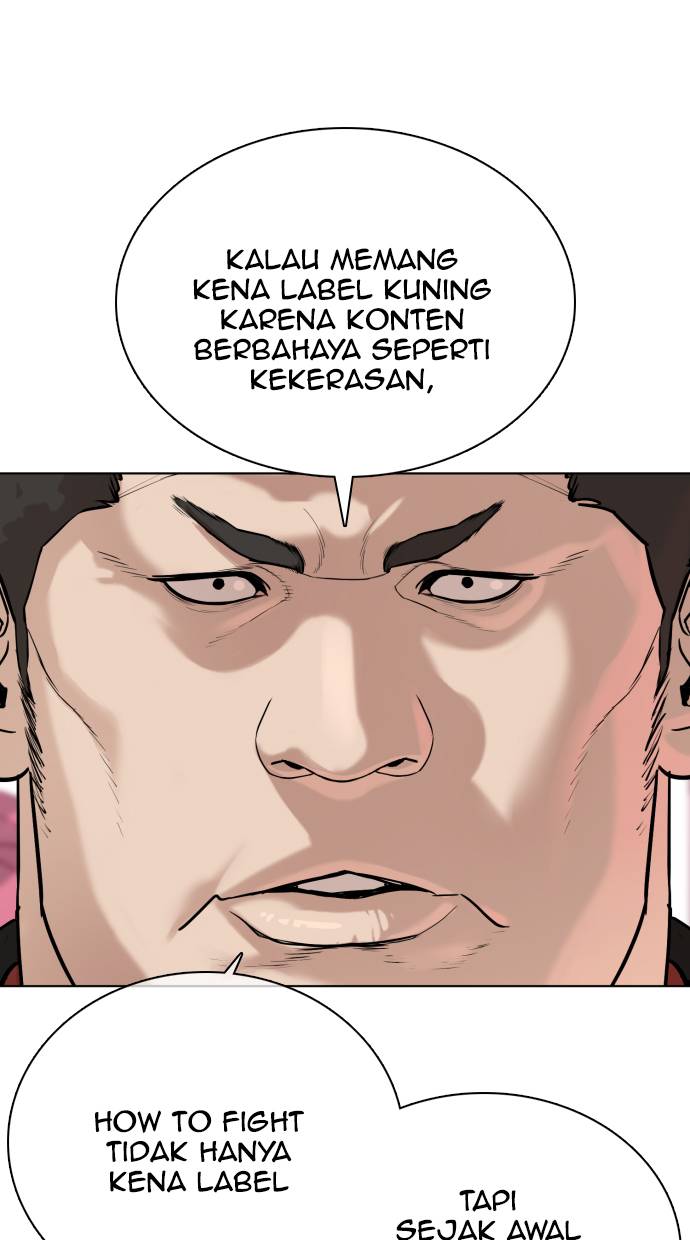 KALAU MEMANG
KENA LABEL KUNING
KARENA KONTEN
BERBAHAYA SEPERTI
KEKERASAN,
HOW TO FIGHT
TIDAK HANYA
KENA LABEL
TAPI
SEJAK AWAL